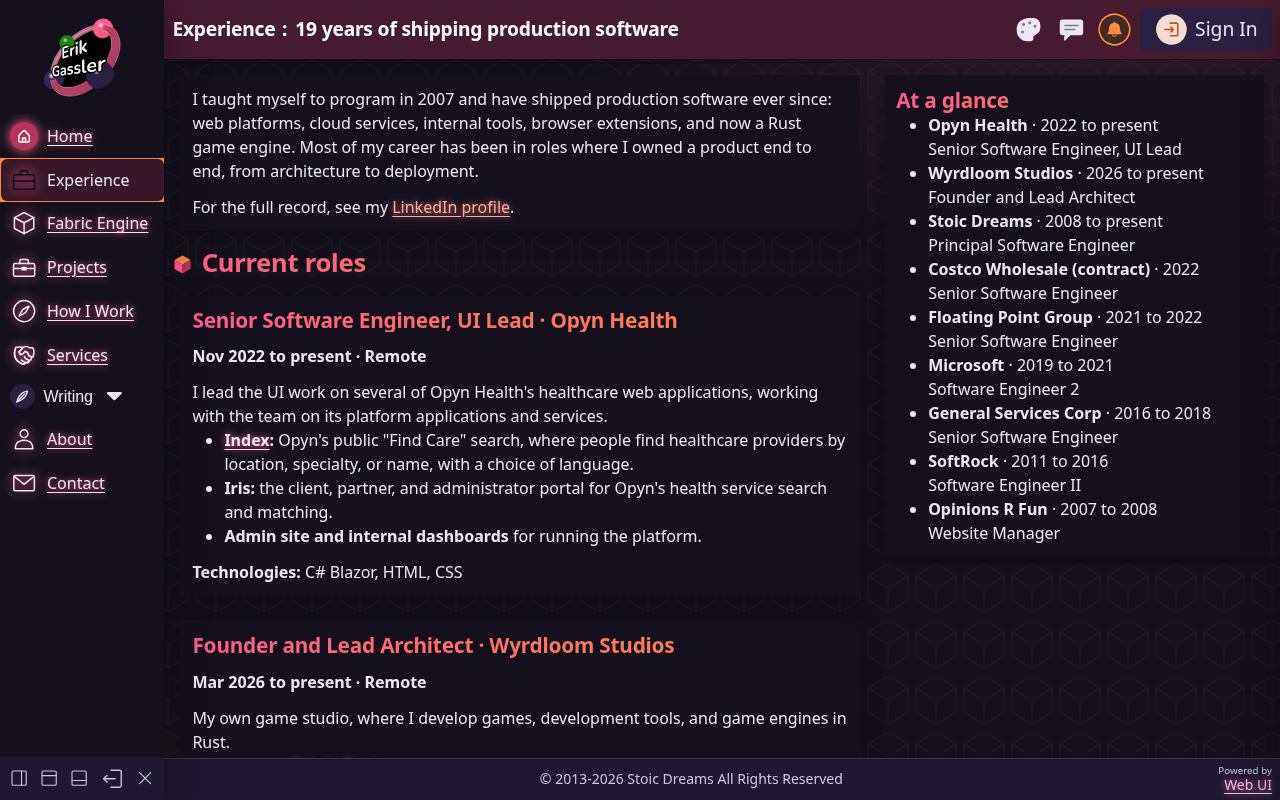 Erik
Gassler
Home
Experience
Fabric Engine
Projects
How I Work
Services
Writing
About
Contact
Experience : 19 years of shipping production software
Sign In
I taught myself to program in 2007 and have shipped production software ever since:
web platforms, cloud services, internal tools, browser extensions, and now a Rust
game engine. Most of my career has been in roles where I owned a product end to
end, from architecture to deployment.
For the full record, see my LinkedIn profile.
Current roles
Senior Software Engineer, UI Lead · Opyn Health
Nov 2022 to present · Remote
I lead the UI work on several of Opyn Health's healthcare web applications, working
with the team on its platform applications and services.
Index: Opyn's public "Find Care" search, where people find healthcare providers by
location, specialty, or name, with a choice of language.
Iris: the client, partner, and administrator portal for Opyn's health service search
and matching.
Admin site and internal dashboards for running the platform.
Technologies: C# Blazor, HTML, CSS
Founder and Lead Architect · Wyrdloom Studios
Mar 2026 to present · Remote
My own game studio, where I develop games, development tools, and game engines in
Rust.
At a glance
Opyn Health · 2022 to present
Senior Software Engineer, UI Lead
Wyrdloom Studios · 2026 to present
Founder and Lead Architect
Stoic Dreams · 2008 to present
Principal Software Engineer
Costco Wholesale (contract) · 2022
Senior Software Engineer
Floating Point Group · 2021 to 2022
Senior Software Engineer
Microsoft · 2019 to 2021
Software Engineer 2
General Services Corp · 2016 to 2018
Senior Software Engineer
SoftRock · 2011 to 2016
Software Engineer II
Opinions R Fun · 2007 to 2008
Website Manager
© 2013-2026 Stoic Dreams All Rights Reserved
Powered by
Web UI